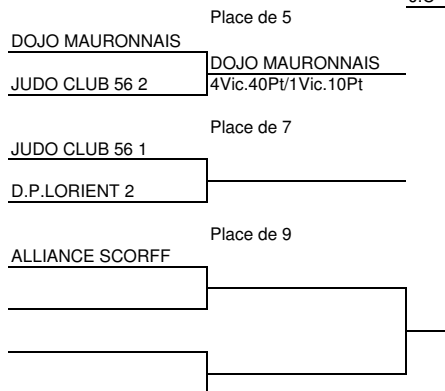 Place de 5
DOJO MAURONNAIS
DOJO MAURONNAIS
JUDO CLUB 56 2
4Vic.40Pt/1Vic.10Pt
Place de 7
JUDO CLUB 56 1
D.P.LORIENT 2
Place de 9
ALLIANCE SCORFF